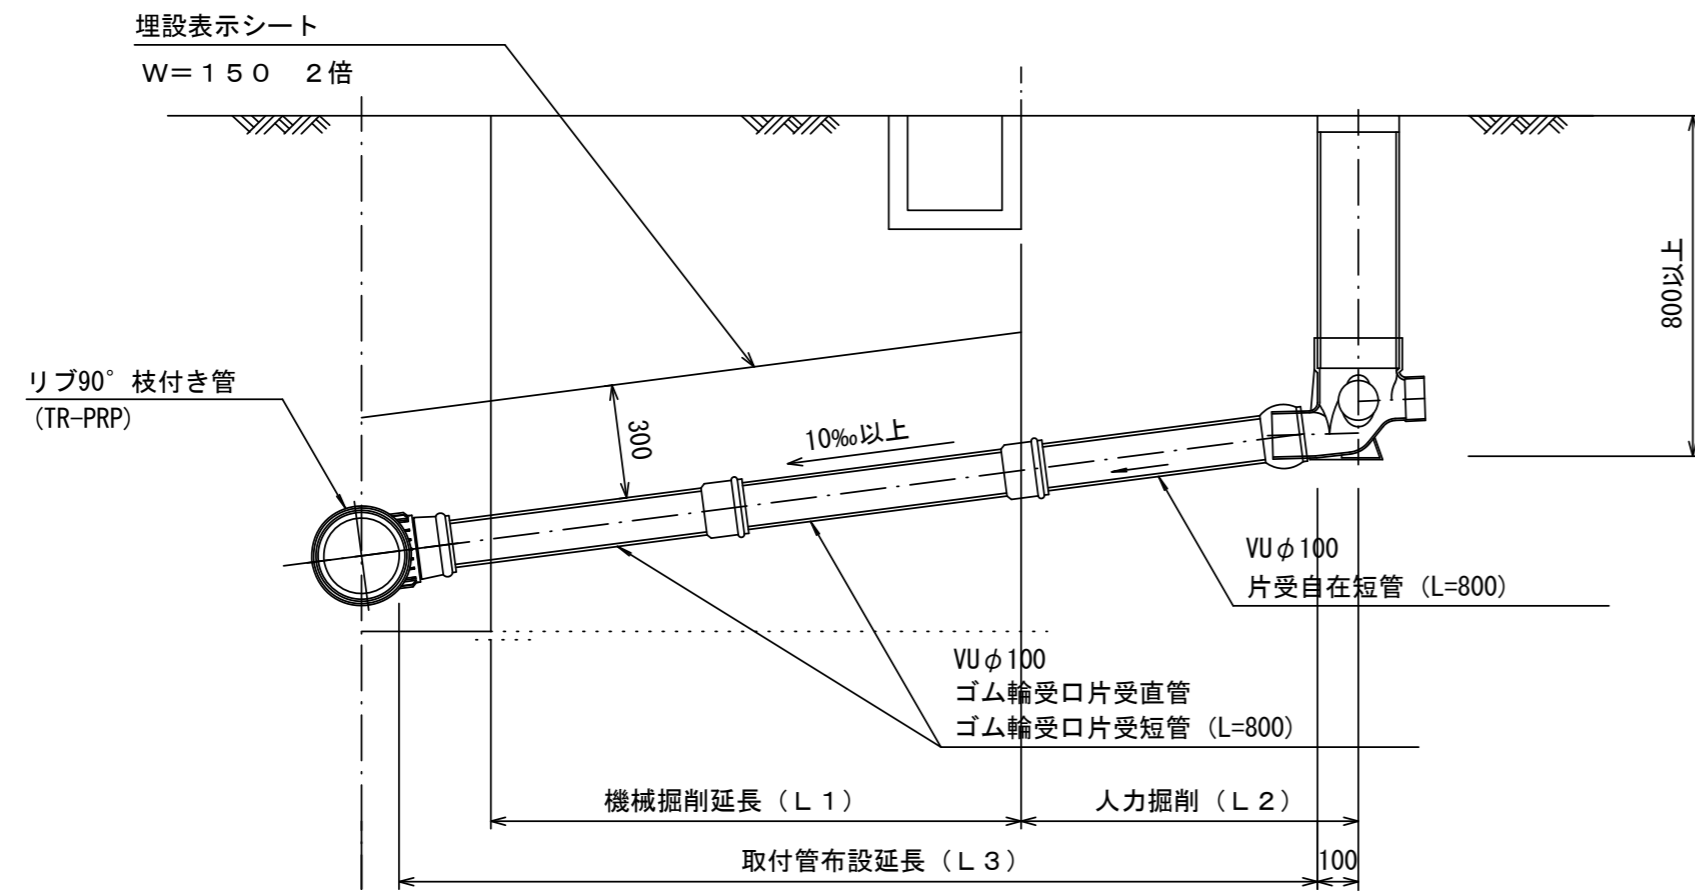 埋設表示シート
W=150 2倍
リブ90°枝付き管
(TR-PRP)
300
10‰以上
800以上
VUφ100
片受自在短管 (L=800)
VUφ100
ゴム輪受口片受直管
ゴム輪受口片受短管 (L=800)
機械掘削延長（L1）
人力掘削（L2）
取付管布設延長（L3）
100